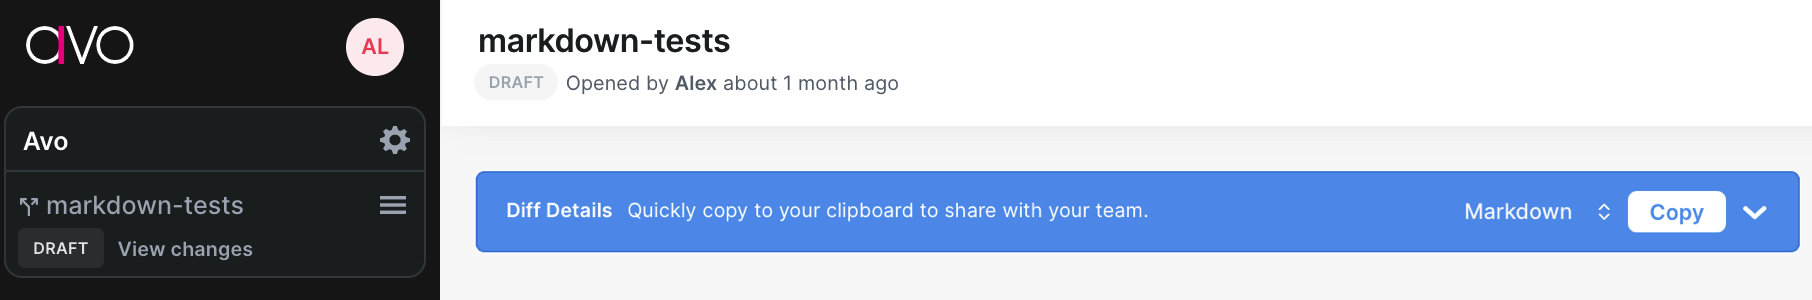 avo
AL
Avo
markdown-tests
DRAFT View changes
markdown-tests
DRAFT Opened by Alex about 1 month ago
Diff Details Quickly copy to your clipboard to share with your team. Markdown Copy